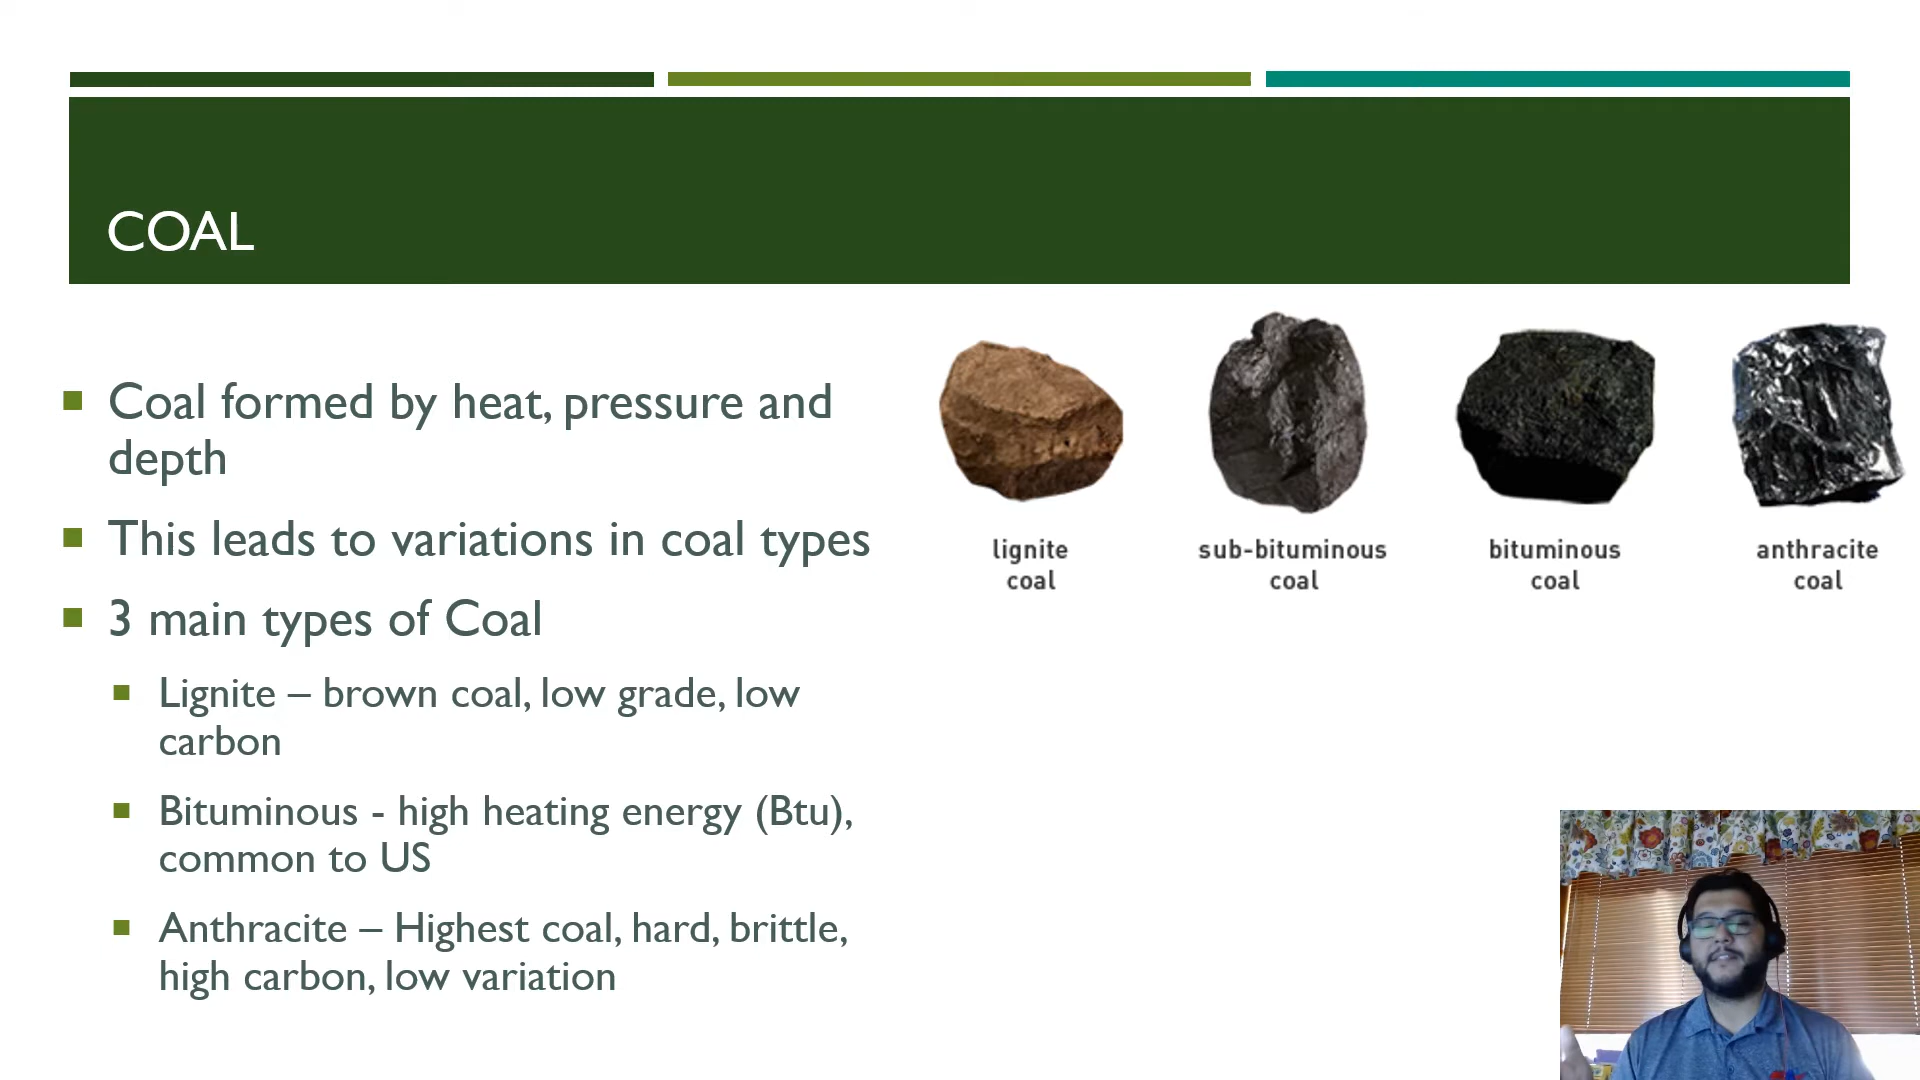 COAL
Coal formed by heat, pressure and
depth
This leads to variations in coal types
3 main types of Coal
Lignite – brown coal, low grade, low
carbon
Bituminous - high heating energy (Btu),
common to US
Anthracite – Highest coal, hard, brittle,
high carbon, low variation
lignite
coal
sub-bituminous
coal
bituminous
coal
anthracite
coal